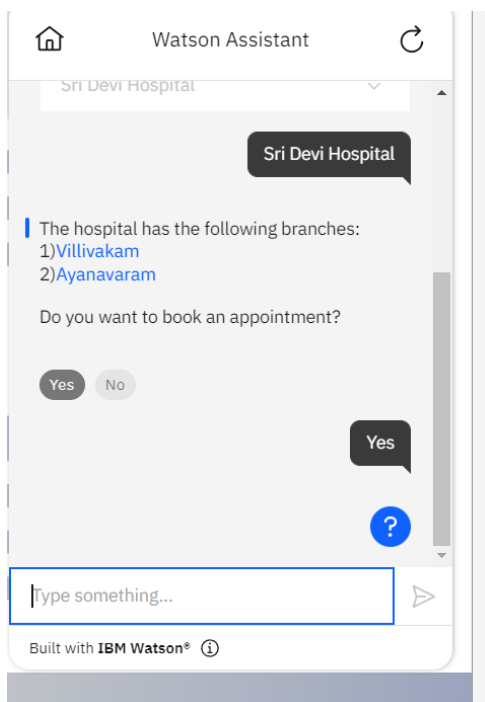 Watson Assistant
Sri Devi Hospital
Sri Devi Hospital
The hospital has the following branches:
1)Villivakam
2)Ayanavaram
Do you want to book an appointment?
Yes No
Yes
?
Type something...
Built with IBM Watson®